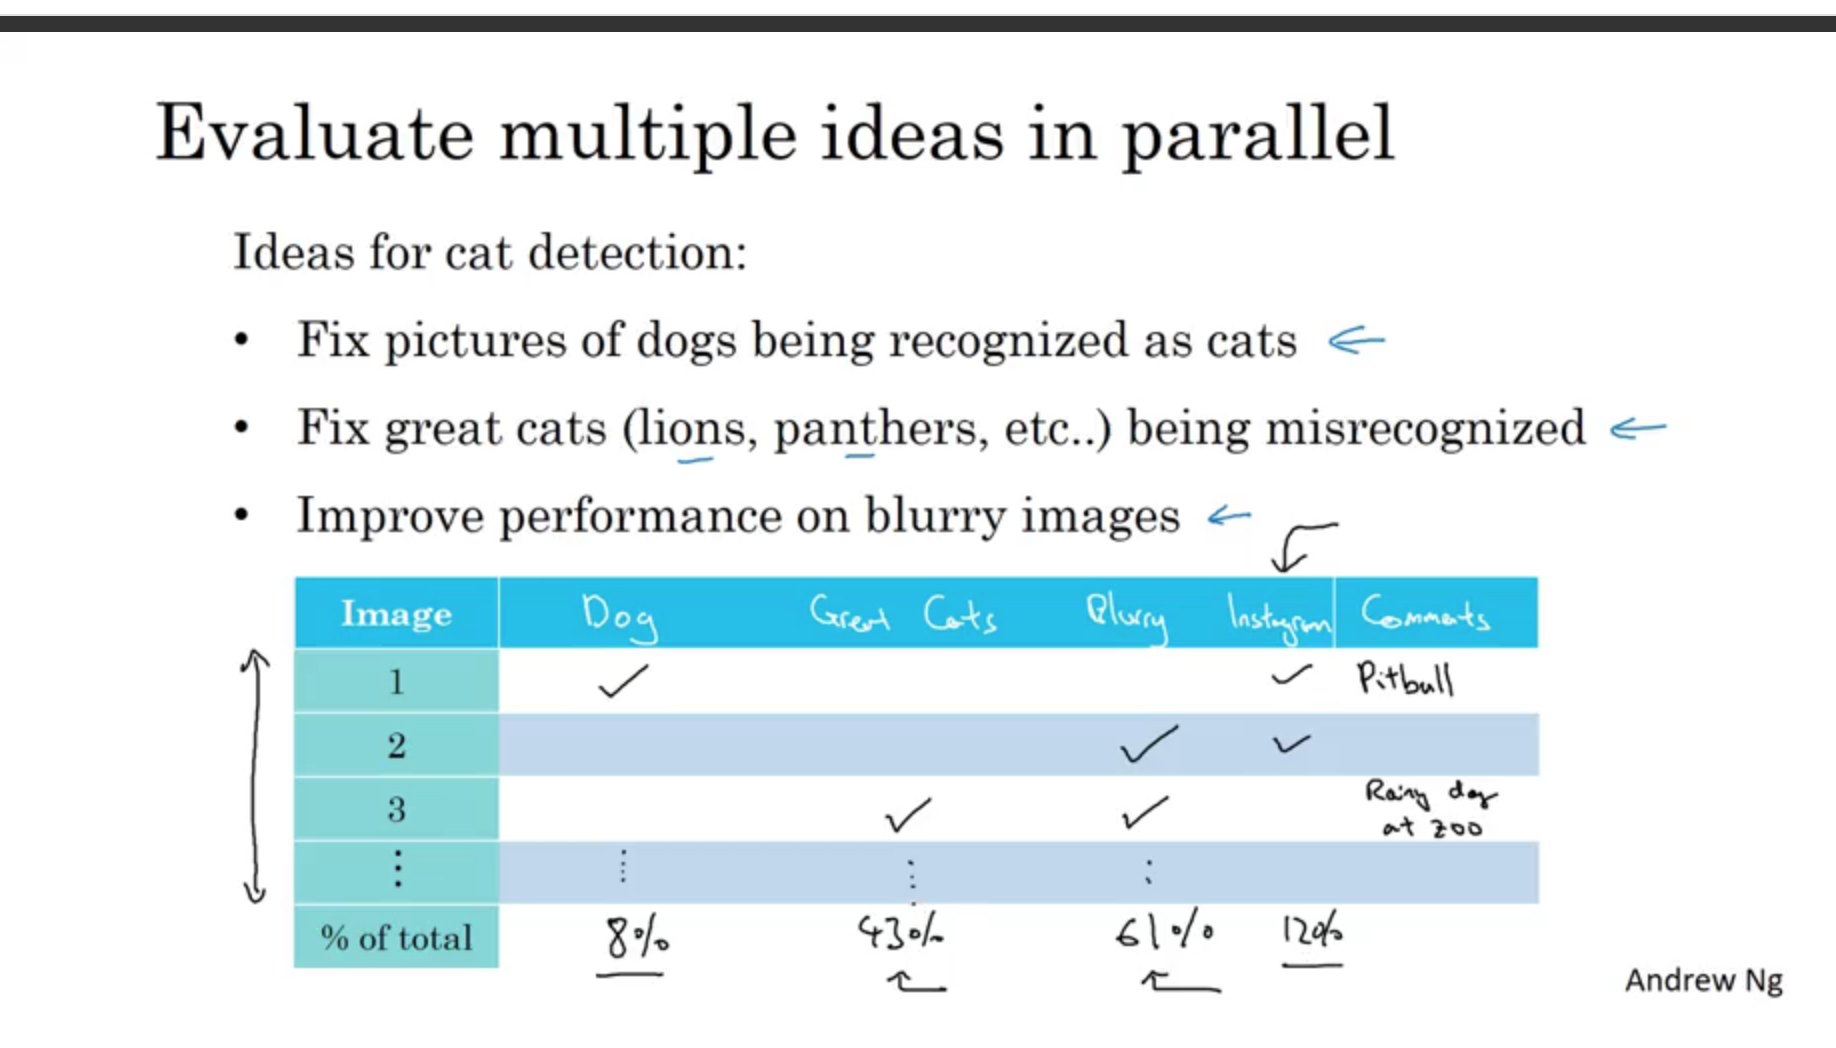 Evaluate multiple ideas in parallel
Ideas for cat detection:
• Fix pictures of dogs being recognized as cats ←
• Fix great cats (lions, panthers, etc..) being misrecognized ←
• Improve performance on blurry images ←
Image Dog Great Cats Blurry Instagram Comments
1 ✓ ✓ Pitbull
2 ✓ ✓
3 ✓ ✓ Rainy day
at zoo
⋮ ⋮ ⋮ ⋮
% of total 8% 43% 61% 12%
Andrew Ng